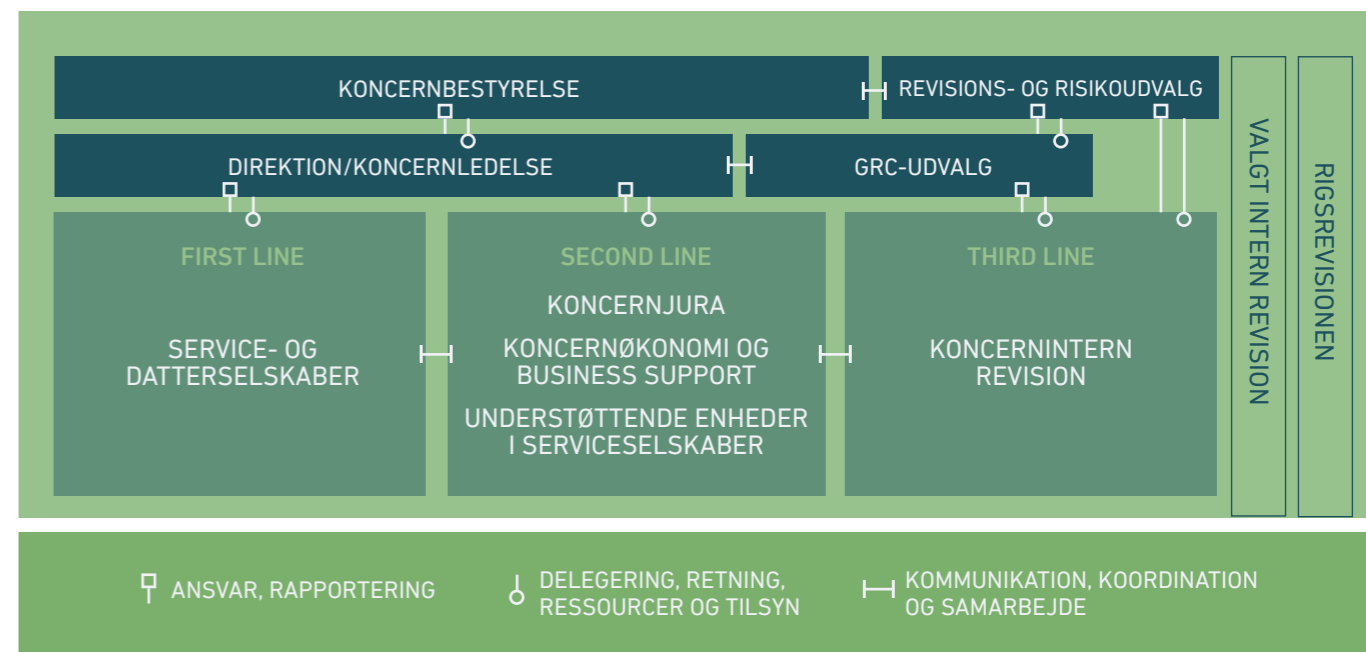 KONCERNBESTYRELSE
REVISIONS- OG RISIKOUDVALG
DIREKTION/KONCERNLEDELSE
GRC-UDVALG
FIRST LINE
SERVICE- OG
DATTERSELSKABER
SECOND LINE
KONCERNJURA
KONCERNØKONOMI OG
BUSINESS SUPPORT
UNDERSTØTTENDE ENHEDER
I SERVICESELSKABER
THIRD LINE
KONCERNINTERN
REVISION
VALGT INTERN REVISION
RIGSREVISIONEN
ANSVAR, RAPPORTERING
DELEGERING, RETNING,
RESSOURCER OG TILSYN
KOMMUNIKATION, KOORDINATION
OG SAMARBEJDE